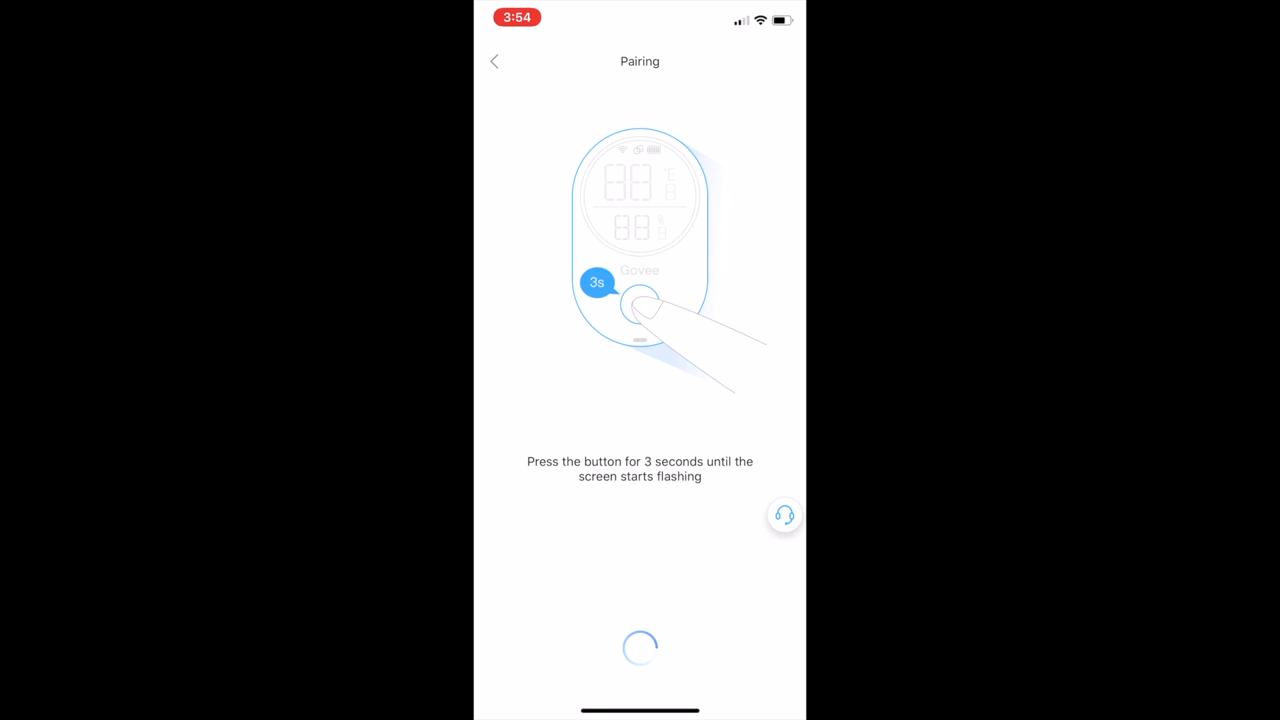 3:54
Pairing
Govee
3s
Press the button for 3 seconds until the
screen starts flashing